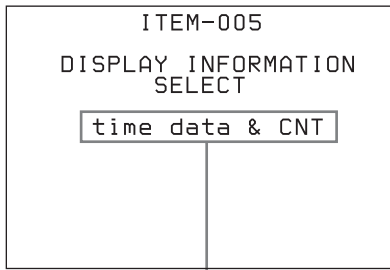 ITEM-005
DISPLAY INFORMATION
SELECT
time data & CNT